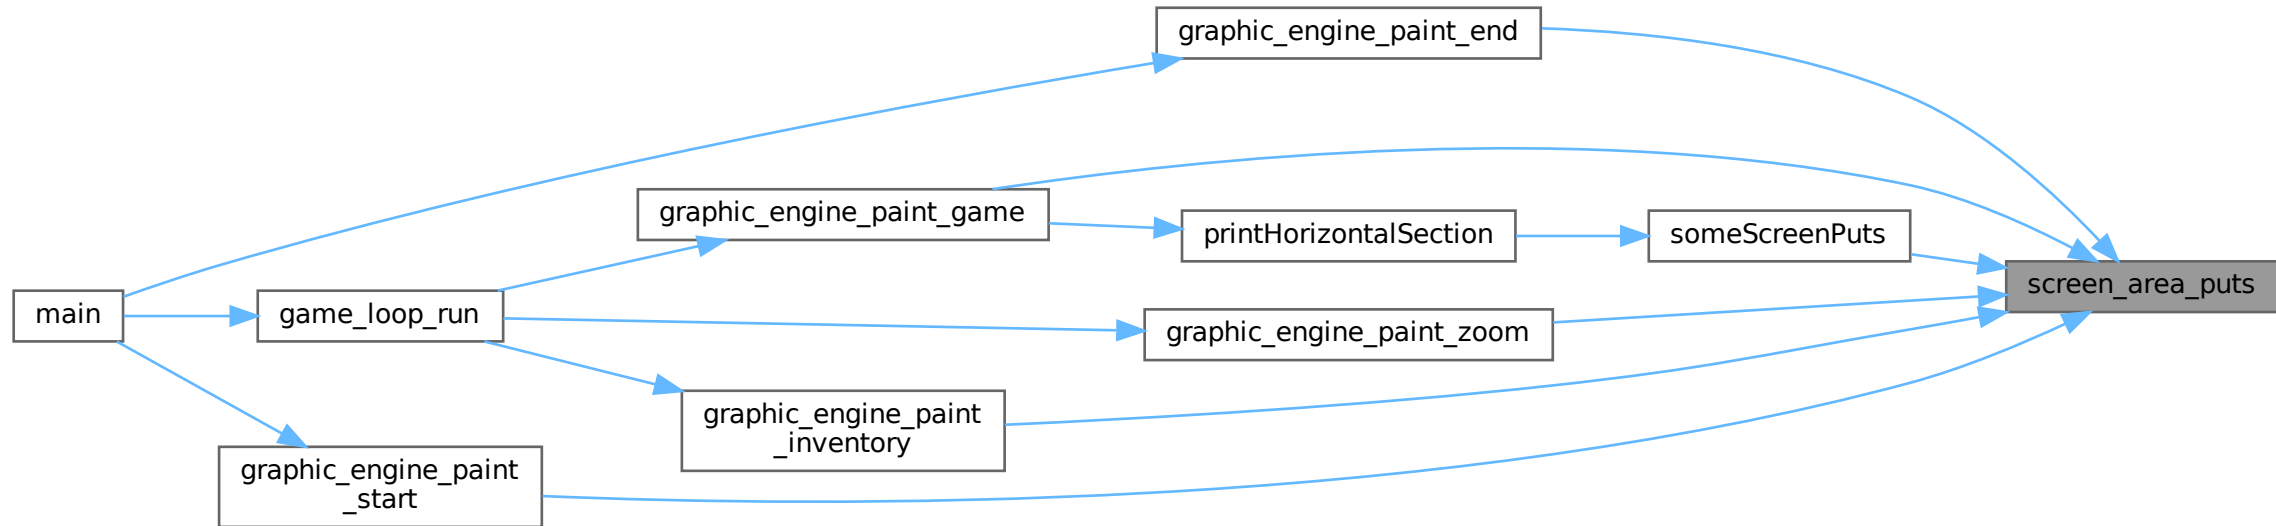 graphic_engine_paint_end
graphic_engine_paint_game
printHorizontalSection
someScreenPuts
screen_area_puts
main
game_loop_run
graphic_engine_paint_zoom
graphic_engine_paint
_inventory
graphic_engine_paint
_start